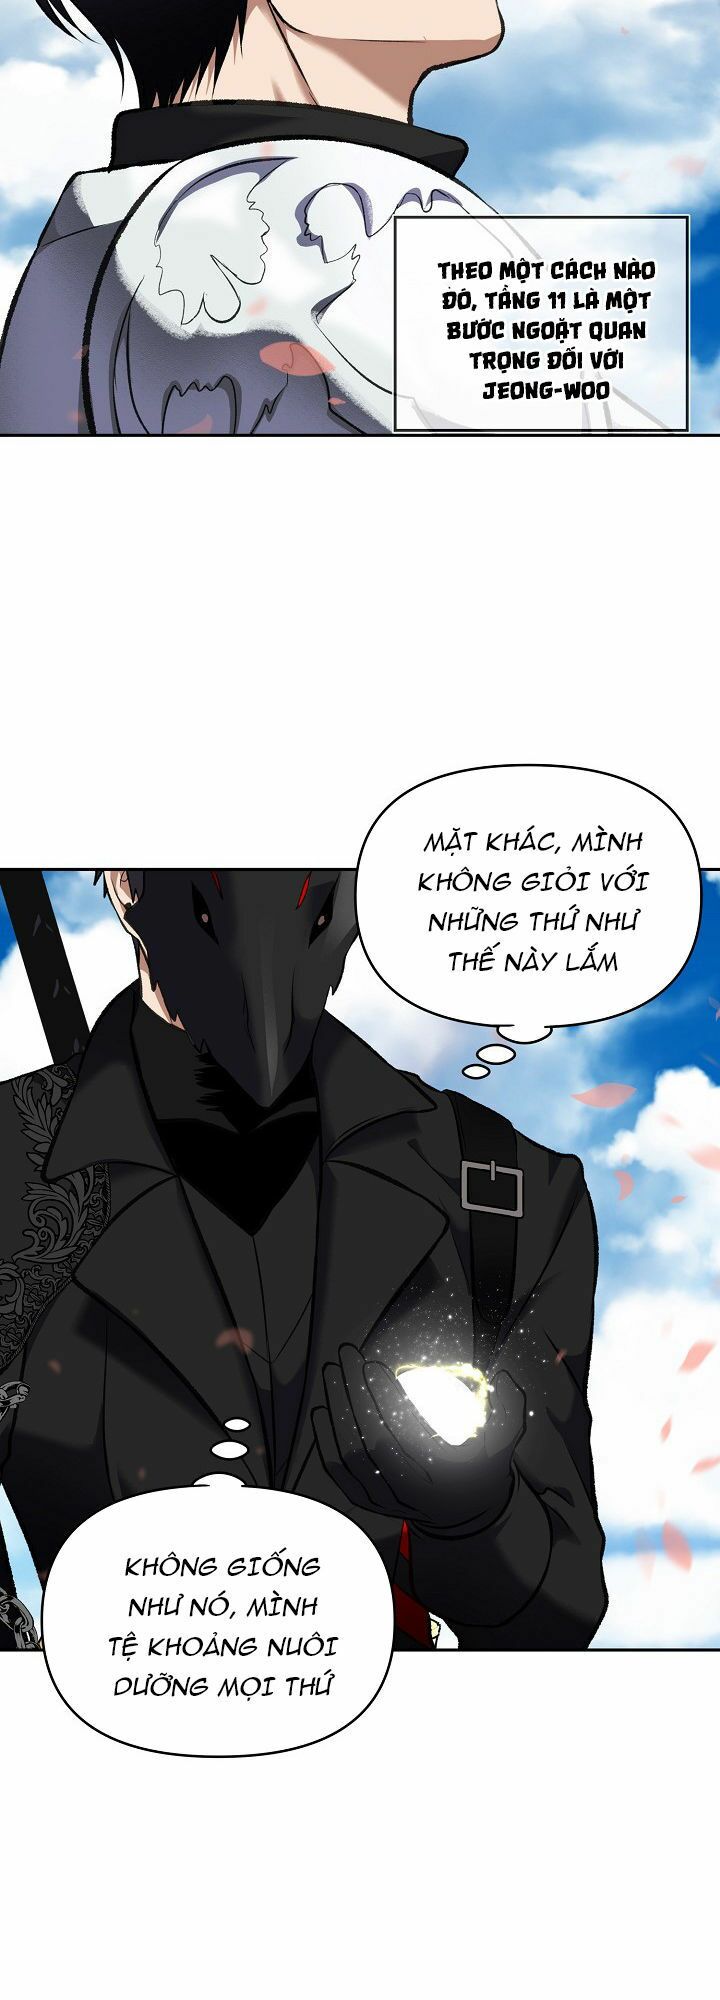 THEO MỘT CÁCH NÀO
ĐÓ, TẦNG 11 LÀ MỘT
BƯỚC NGOẶT QUAN
TRỌNG ĐỐI VỚI
JEONG-WOO
MẶT KHÁC, MÌNH
KHÔNG GIỎI VỚI
NHỮNG THỨ NHƯ
THẾ NÀY LẮM
KHÔNG GIỐNG
NHƯ NÓ, MÌNH
TỆ KHOẢNG NUÔI
DƯỠNG MỌI THỨ